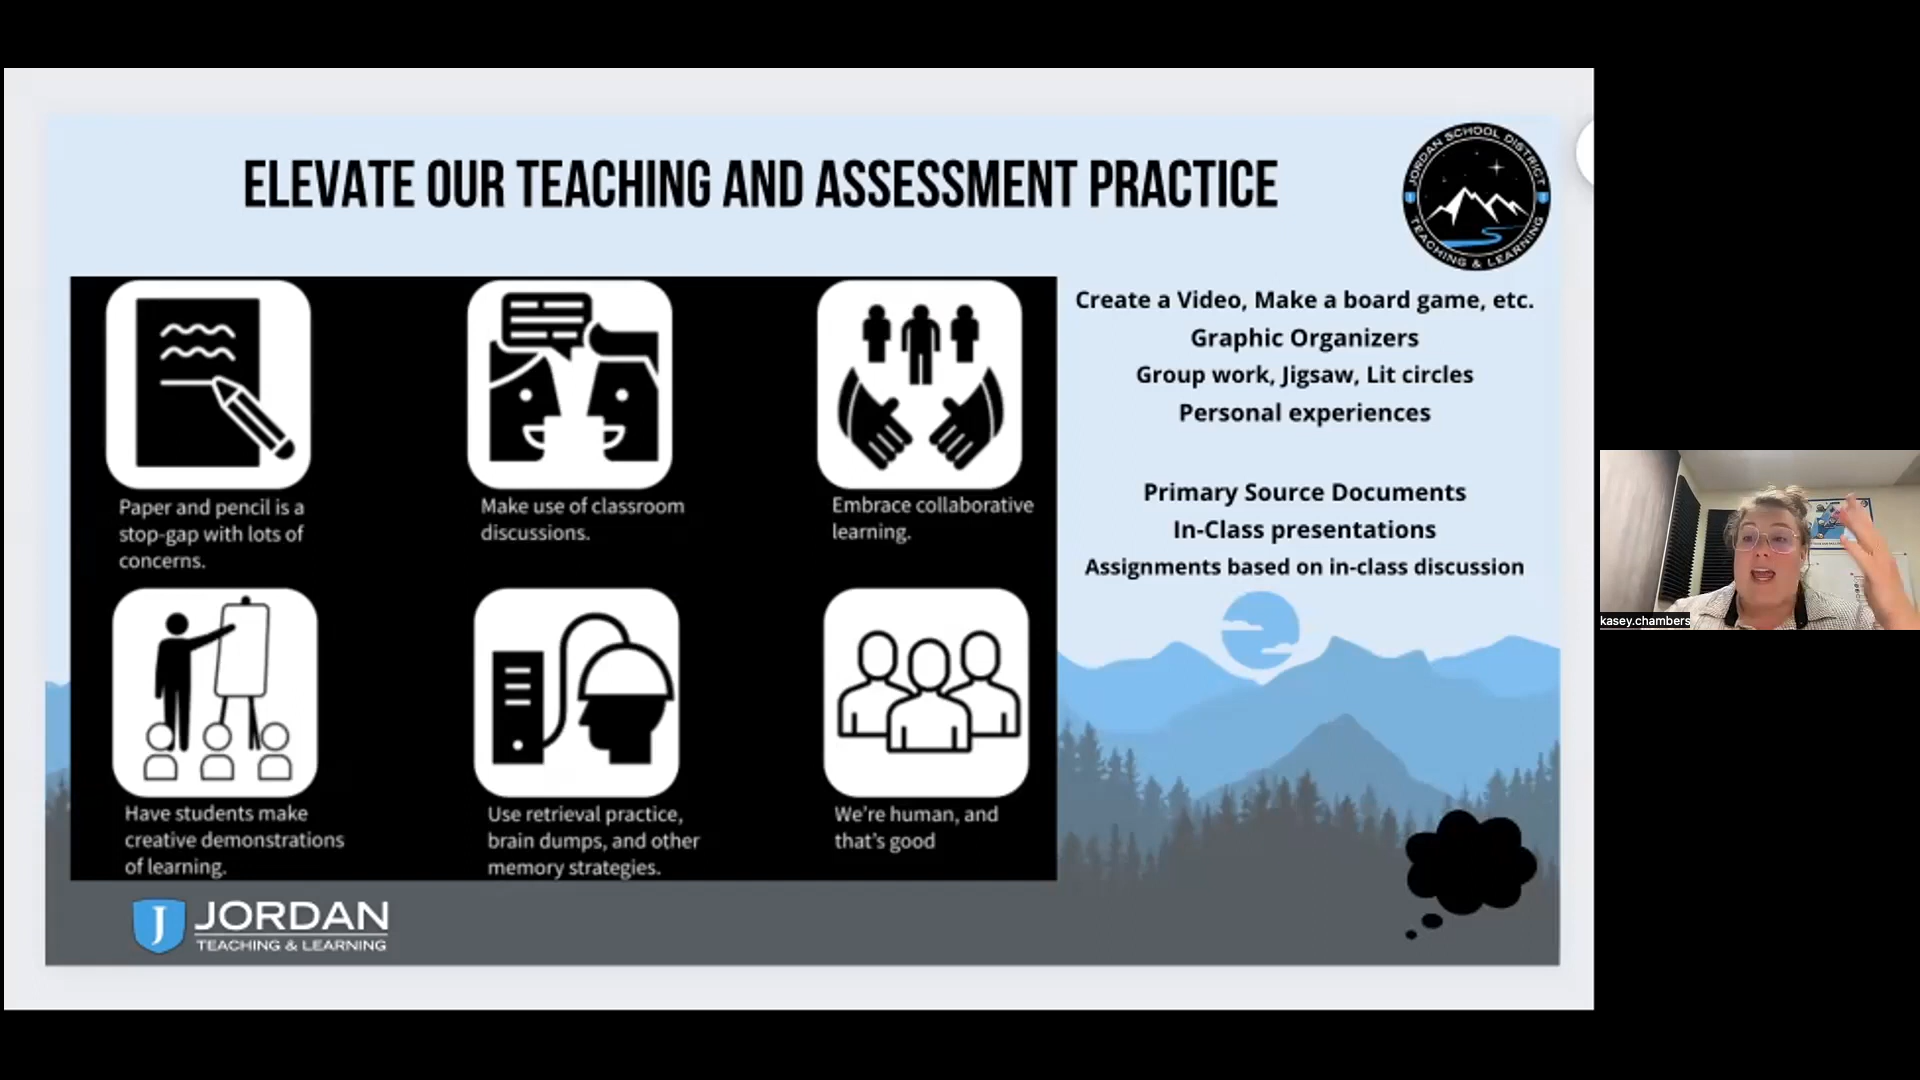 ELEVATE OUR TEACHING AND ASSESSMENT PRACTICE
JORDAN SCHOOL DISTRICT
TEACHING & LEARNING
Paper and pencil is a
stop-gap with lots of
concerns.
Make use of classroom
discussions.
Embrace collaborative
learning.
Have students make
creative demonstrations
of learning.
Use retrieval practice,
brain dumps, and other
memory strategies.
We're human, and
that's good
Create a Video, Make a board game, etc.
Graphic Organizers
Group work, Jigsaw, Lit circles
Personal experiences
Primary Source Documents
In-Class presentations
Assignments based on in-class discussion
J JORDAN
TEACHING & LEARNING
kasey.chambers